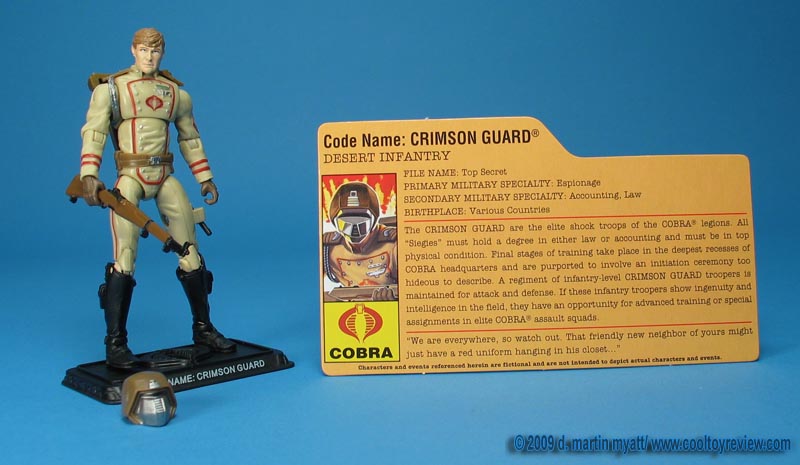 Code Name: CRIMSON GUARD®
DESERT INFANTRY
FILE NAME: Top Secret
PRIMARY MILITARY SPECIALTY: Espionage
SECONDARY MILITARY SPECIALTY: Accounting, Law
BIRTHPLACE: Various Countries
The CRIMSON GUARD are the elite shock troops of the COBRA® legions. All
"Siegies" must hold a degree in either law or accounting and must be in top
physical condition. Final stages of training take place in the deepest recesses of
COBRA headquarters and are purported to involve an initiation ceremony too
hideous to describe. A regiment of infantry-level CRIMSON GUARD troopers is
maintained for attack and defense. If these infantry troopers show ingenuity and
intelligence in the field, they have an opportunity for advanced training or special
assignments in elite COBRA® assault squads.
"We are everywhere, so watch out. That friendly new neighbor of yours might
just have a red uniform hanging in his closet..."
Characters and events referenced herein are fictional and are not intended to depict actual characters and events.
COBRA
NAME: CRIMSON GUARD
© 2009 d. martin myatt/ www.cooltoyreview.com